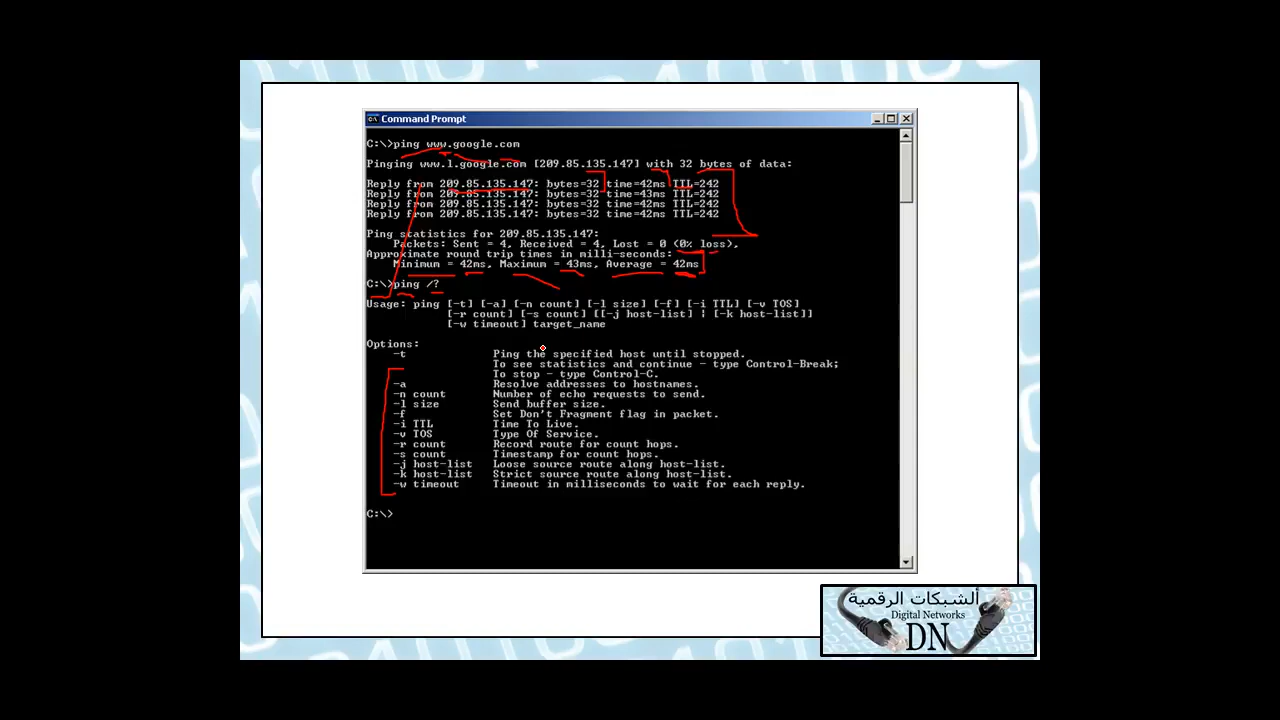 Command Prompt
C:\>ping www.google.com
Pinging www.l.google.com [209.85.135.147] with 32 bytes of data:
Reply from 209.85.135.147: bytes=32 time=42ms TTL=242
Reply from 209.85.135.147: bytes=32 time=43ms TTL=242
Reply from 209.85.135.147: bytes=32 time=42ms TTL=242
Reply from 209.85.135.147: bytes=32 time=42ms TTL=242
Ping statistics for 209.85.135.147:
Packets: Sent = 4, Received = 4, Lost = 0 (0% loss),
Approximate round trip times in milli-seconds:
Minimum = 42ms, Maximum = 43ms, Average = 42ms
C:\>ping /?
Usage: ping [-t] [-a] [-n count] [-l size] [-f] [-i TTL] [-v TOS]
[-r count] [-s count] [[-j host-list] | [-k host-list]]
[-w timeout] target_name
Options:
-t Ping the specified host until stopped.
To see statistics and continue - type Control-Break;
To stop - type Control-C.
-a Resolve addresses to hostnames.
-n count Number of echo requests to send.
-l size Send buffer size.
-f Set Don't Fragment flag in packet.
-i TTL Time To Live.
-v TOS Type Of Service.
-r count Record route for count hops.
-s count Timestamp for count hops.
-j host-list Loose source route along host-list.
-k host-list Strict source route along host-list.
-w timeout Timeout in milliseconds to wait for each reply.
C:\>
ألشبكات الرقمية
Digital Networks
DN